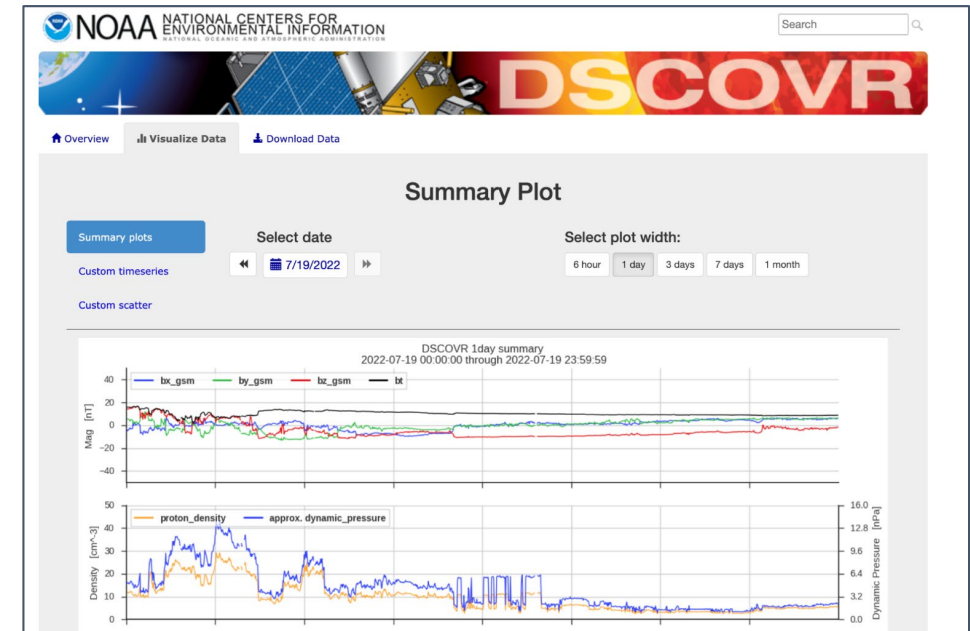 NOAA NATIONAL CENTERS FOR ENVIRONMENTAL INFORMATION
NATIONAL OCEANIC AND ATMOSPHERIC ADMINISTRATION
Search
DSCOVR
Overview Visualize Data Download Data
Summary Plot
Summary plots
Custom timeseries
Custom scatter
Select date
7/19/2022
Select plot width:
6 hour 1 day 3 days 7 days 1 month
DSCOVR 1day summary
2022-07-19 00:00:00 through 2022-07-19 23:59:59
bx_gsm by_gsm bz_gsm bt
Mag [nT]
40
20
0
−20
−40
proton_density approx. dynamic_pressure
Density [cm^-3]
50
40
30
20
10
0
16.0
12.8
9.6
6.4
3.2
0.0
Dynamic Pressure [nPa]